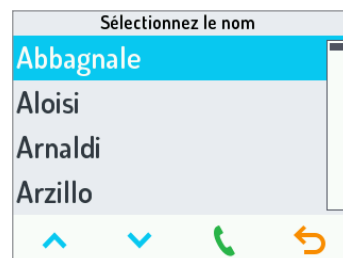 Sélectionnez le nom
Abbagnale
Aloisi
Arnaldi
Arzillo